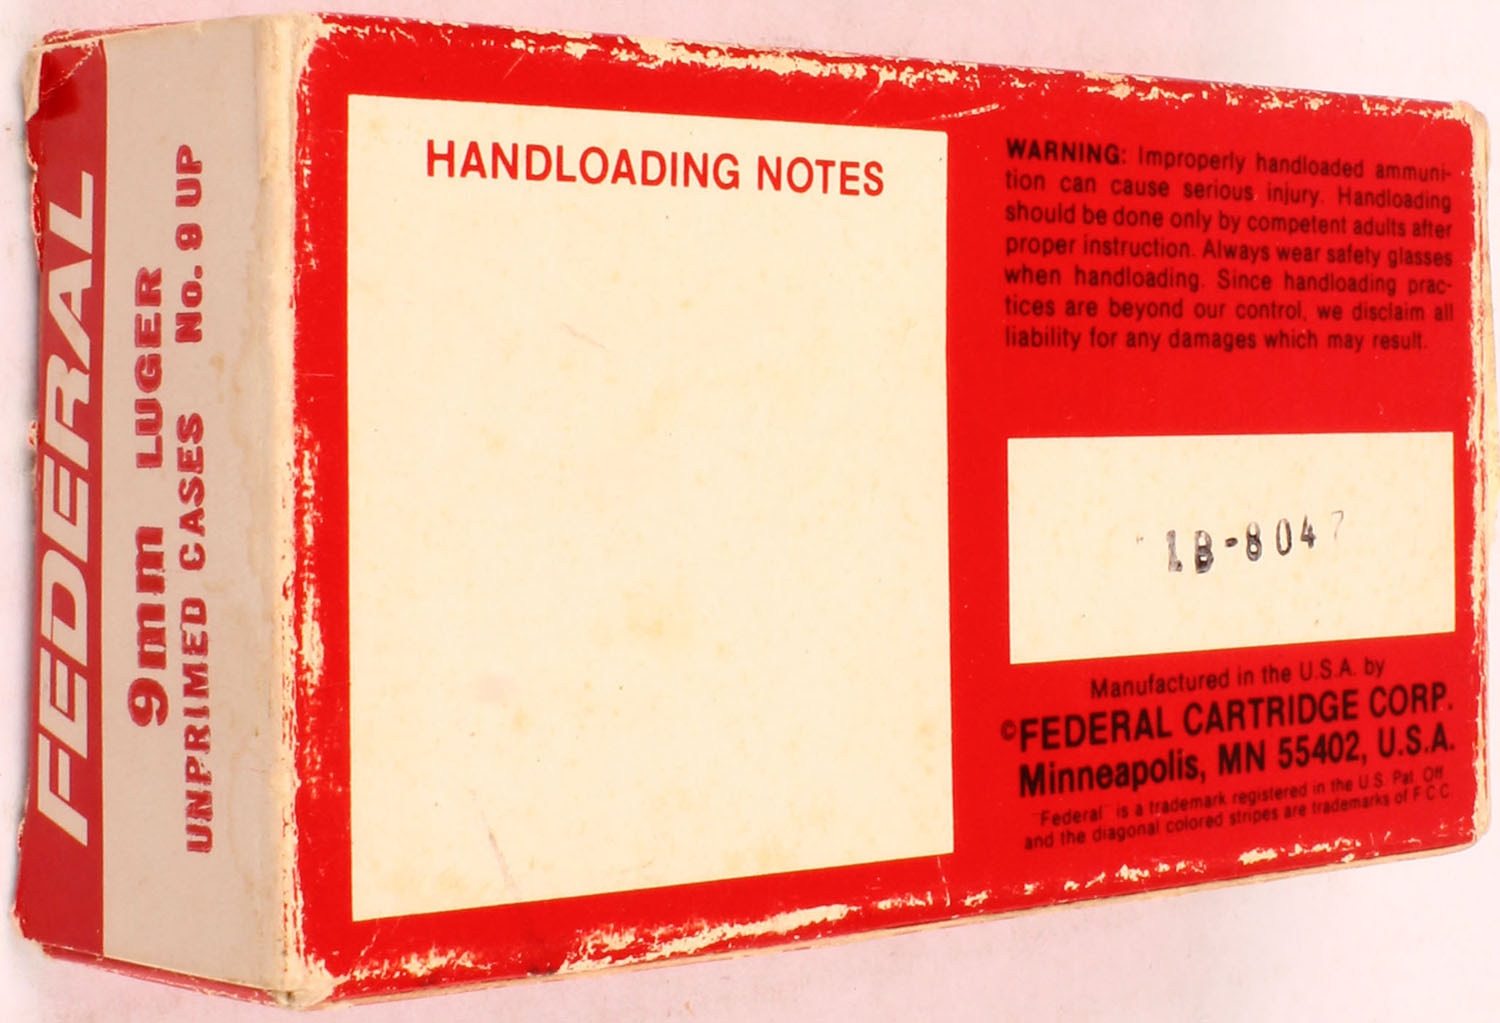 FEDERAL
9mm LUGER
UNPRIMED CASES No. 9 UP
HANDLOADING NOTES
WARNING: Improperly handloaded ammuni-
tion can cause serious injury. Handloading
should be done only by competent adults after
proper instruction. Always wear safety glasses
when handloading. Since handloading prac-
tices are beyond our control, we disclaim all
liability for any damages which may result.
1B-8047
Manufactured in the U.S.A. by
©FEDERAL CARTRIDGE CORP.
Minneapolis, MN 55402, U.S.A.
"Federal" is a trademark registered in the U.S. Pat. Off.
and the diagonal colored stripes are trademarks of F.C.C.